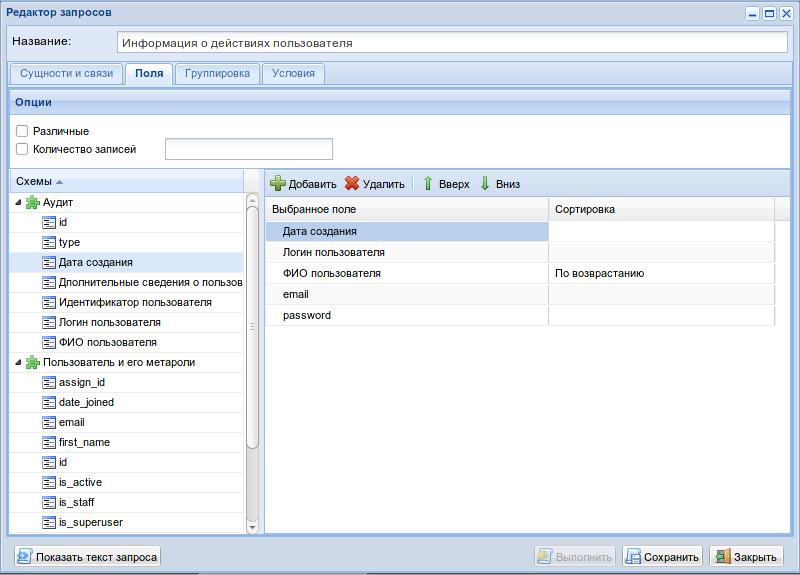 Редактор запросов
Название: Информация о действиях пользователя
Сущности и связи Поля Группировка Условия
Опции
Различные
Количество записей
Схемы
Добавить Удалить Вверх Вниз
Аудит
id
type
Дата создания
Дполнительные сведения о пользов
Идентификатор пользователя
Логин пользователя
ФИО пользователя
Пользователь и его метароли
assign_id
date_joined
email
first_name
id
is_active
is_staff
is_superuser
Выбранное поле Сортировка
Дата создания
Логин пользователя
ФИО пользователя По возврастанию
email
password
Показать текст запроса Выполнить Сохранить Закрыть